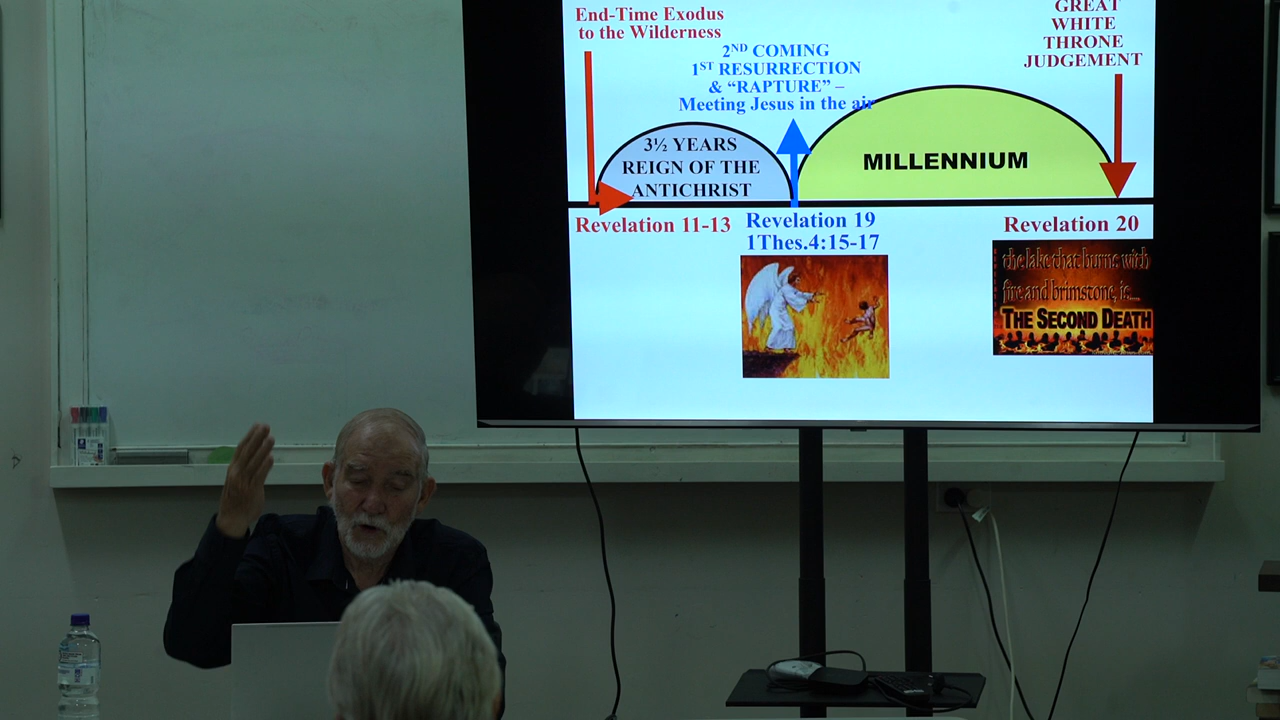 End-Time Exodus
to the Wilderness
2ND COMING
1ST RESURRECTION
& “RAPTURE” –
Meeting Jesus in the air
GREAT
WHITE
THRONE
JUDGEMENT
3½ YEARS
REIGN OF THE
ANTICHRIST
MILLENNIUM
Revelation 11-13
Revelation 19
1Thes.4:15-17
Revelation 20
the lake that burns with
fire and brimstone, is...
THE SECOND DEATH